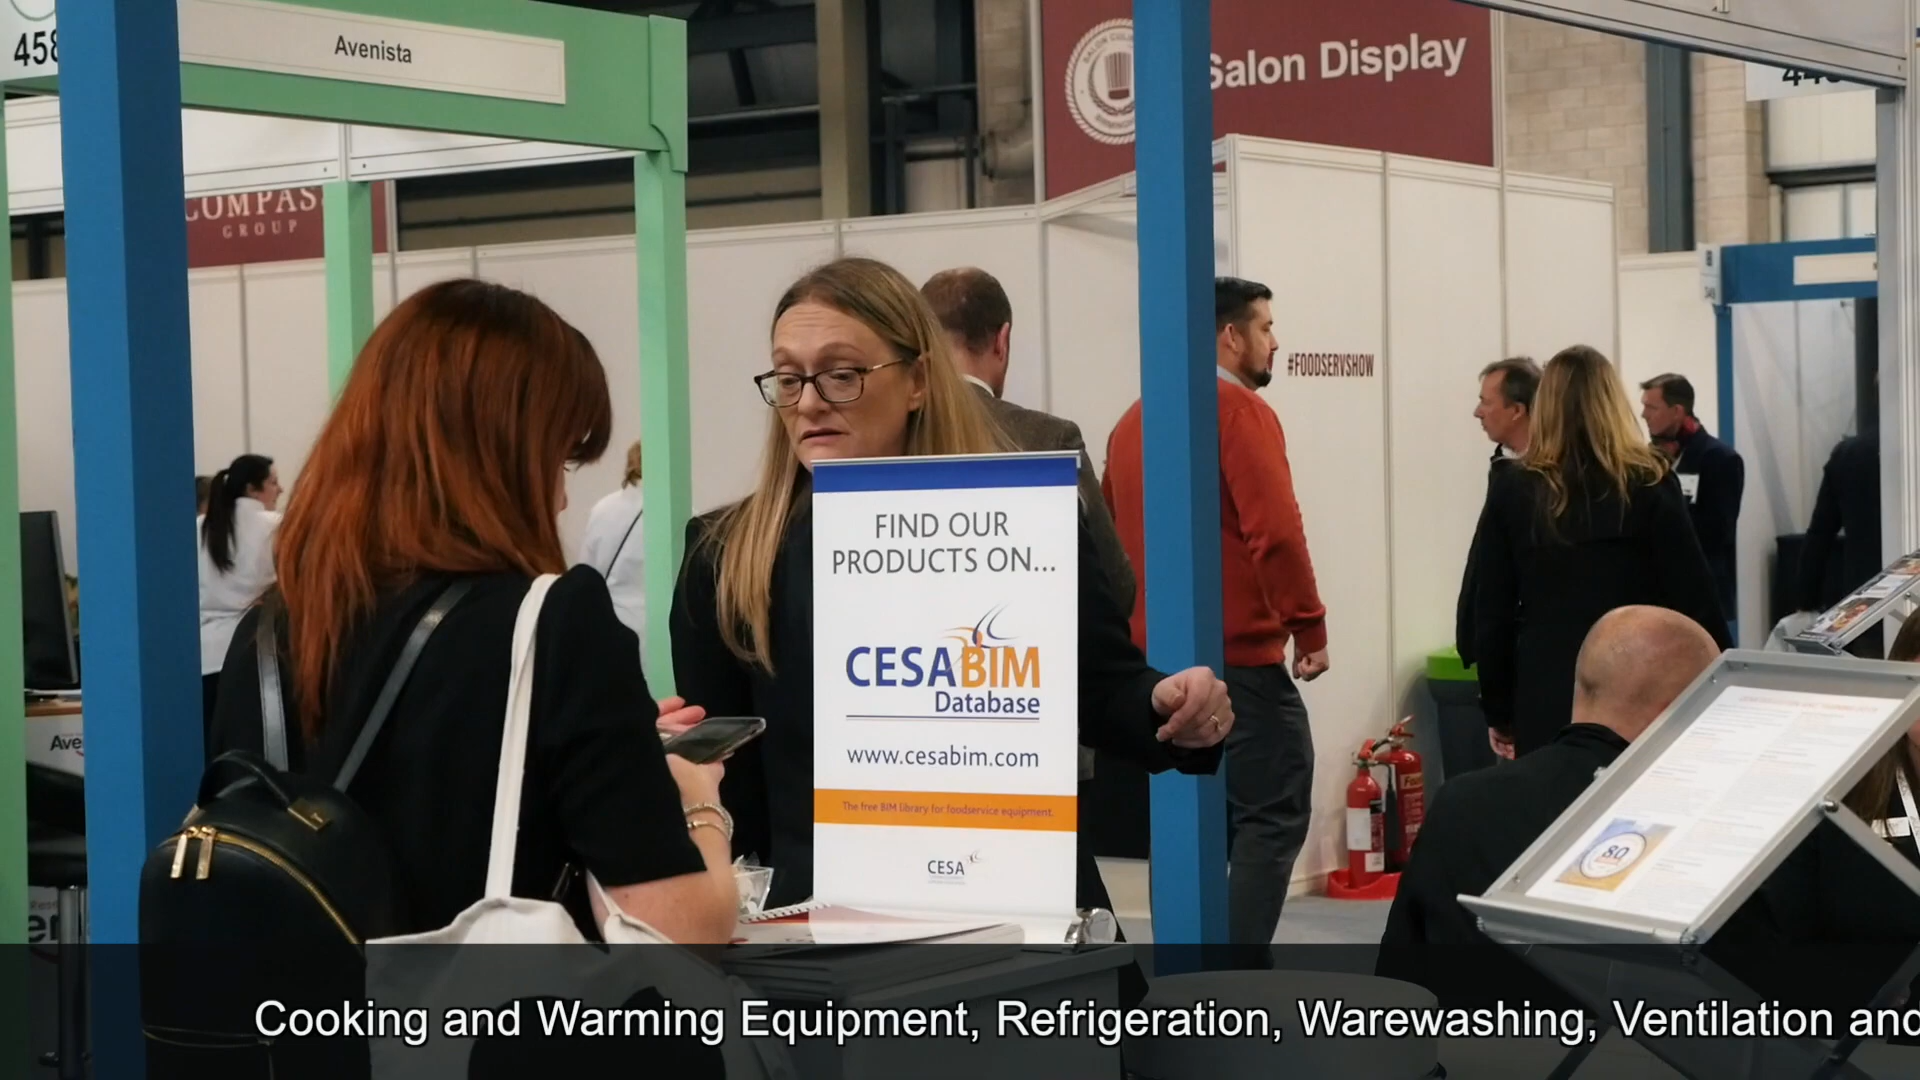 458
Avenista
Salon Display
COMPASS
GROUP
#FOODSERVSHOW
FIND OUR
PRODUCTS ON...
CESABIM
Database
www.cesabim.com
The free BIM library for foodservice equipment.
CESA
80
Cooking and Warming Equipment, Refrigeration, Warewashing, Ventilation and